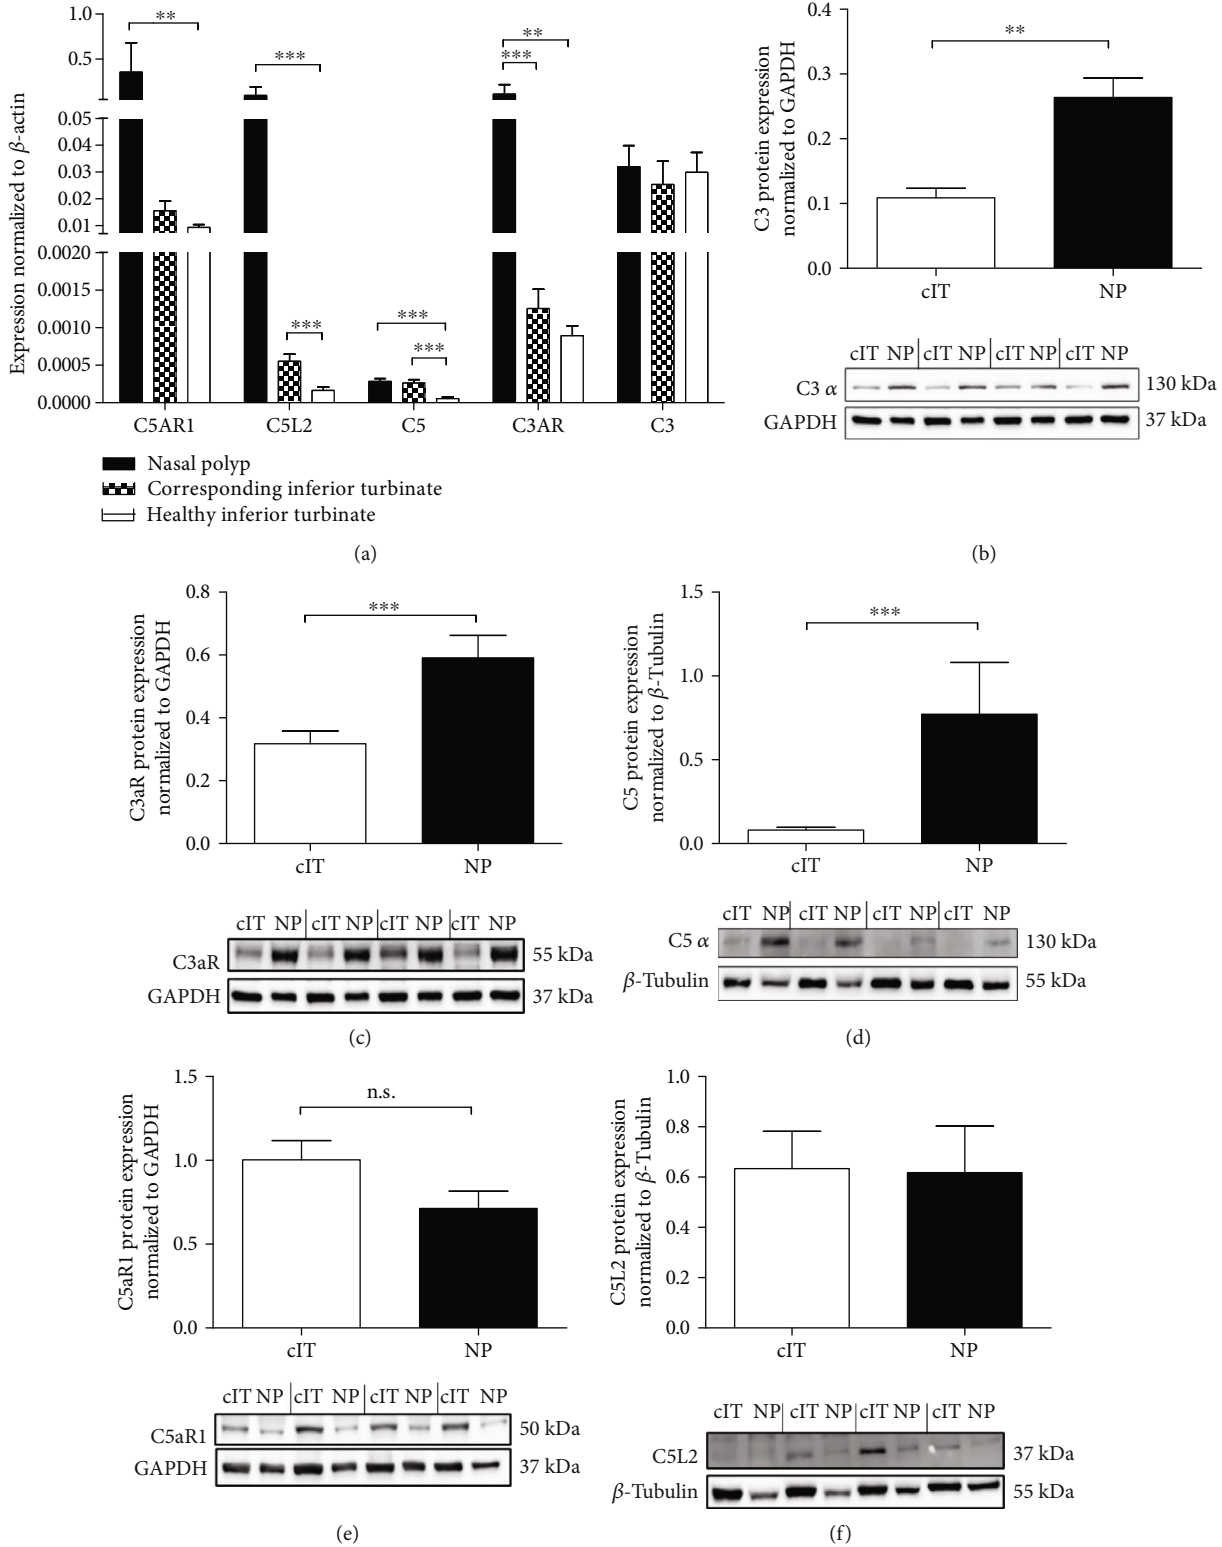 Expression normalized to β-actin
1.0
0.5
0.05
0.04
0.03
0.02
0.01
0.0020
0.0015
0.0010
0.0005
0.0000
**
***
***
***
***
**
***
C5AR1 C5L2 C5 C3AR C3
Nasal polyp
Corresponding inferior turbinate
Healthy inferior turbinate
(a)
C3 protein expression
normalized to GAPDH
0.4
0.3
0.2
0.1
0.0
**
cIT NP
cIT NP cIT NP cIT NP cIT NP
C3 α 130 kDa
GAPDH 37 kDa
(b)
C3aR protein expression
normalized to GAPDH
0.8
0.6
0.4
0.2
0.0
***
cIT NP
cIT NP cIT NP cIT NP cIT NP
C3aR 55 kDa
GAPDH 37 kDa
(c)
C5 protein expression
normalized to β-Tubulin
1.5
1.0
0.5
0.0
***
cIT NP
cIT NP cIT NP cIT NP cIT NP
C5 α 130 kDa
β-Tubulin 55 kDa
(d)
C5aR1 protein expression
normalized to GAPDH
1.5
1.0
0.5
0.0
n.s.
cIT NP
cIT NP cIT NP cIT NP cIT NP
C5aR1 50 kDa
GAPDH 37 kDa
(e)
C5L2 protein expression
normalized to β-Tubulin
1.0
0.8
0.6
0.4
0.2
0.0
cIT NP
cIT NP cIT NP cIT NP cIT NP
C5L2 37 kDa
β-Tubulin 55 kDa
(f)